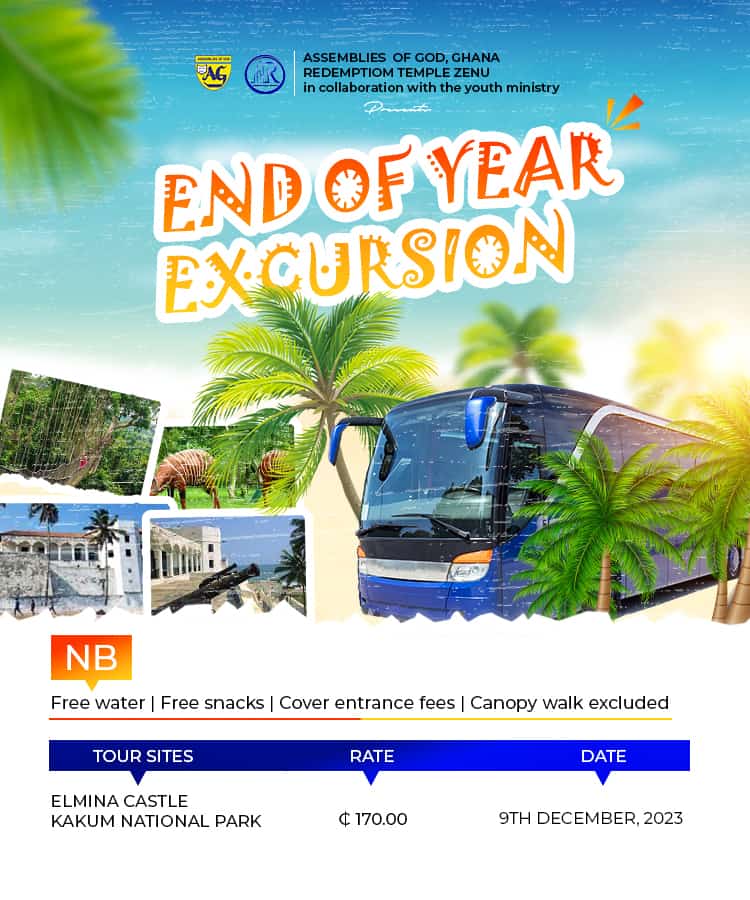 ASSEMBLIES OF GOD, GHANA
REDEMPTIOM TEMPLE ZENU
in collaboration with the youth ministry
Presents
END OF YEAR
EXCURSION
NB
Free water | Free snacks | Cover entrance fees | Canopy walk excluded
TOUR SITES RATE DATE
ELMINA CASTLE
KAKUM NATIONAL PARK
₵ 170.00
9TH DECEMBER, 2023